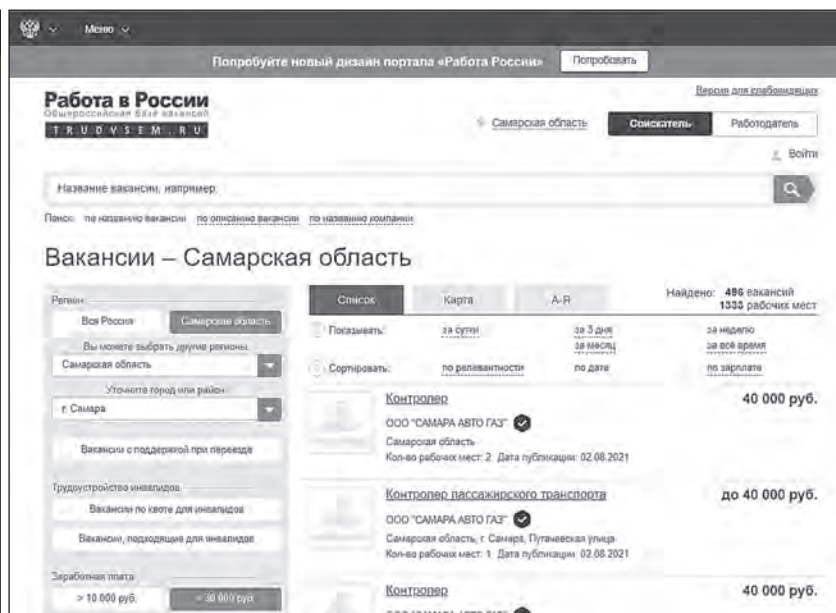 Меню
Попробуйте новый дизайн портала «Работа России» Попробовать
Версия для слабовидящих
Работа в России
Общероссийская база вакансий
TRUDVSEM.RU
Самарская область Соискатель Работодатель
Войти
Название вакансии, например:
Поиск: по названию вакансии по описанию вакансии по названию компании
Вакансии – Самарская область
Регион
Вся Россия Самарская область
Вы можете выбрать другие регионы:
Самарская область
Уточните город или район:
г. Самара
Вакансии с поддержкой при переезде
Трудоустройство инвалидов
Вакансии по квоте для инвалидов
Вакансии, подходящие для инвалидов
Заработная плата
> 10 000 руб. > 30 000 руб.
Список Карта А-Я
Найдено: 496 вакансий
1333 рабочих мест
Показывать: за сутки за 3 дня за неделю
за месяц за всё время
Сортировать: по релевантности по дате по зарплате
Контролер 40 000 руб.
ООО "САМАРА АВТО ГАЗ"
Самарская область
Кол-во рабочих мест: 2 Дата публикации: 02.08.2021
Контролер пассажирского транспорта до 40 000 руб.
ООО "САМАРА АВТО ГАЗ"
Самарская область, г. Самара, Пугачевская улица
Кол-во рабочих мест: 1 Дата публикации: 02.08.2021
Контролер 40 000 руб.
ООО "САМАРА АВТО ГАЗ"